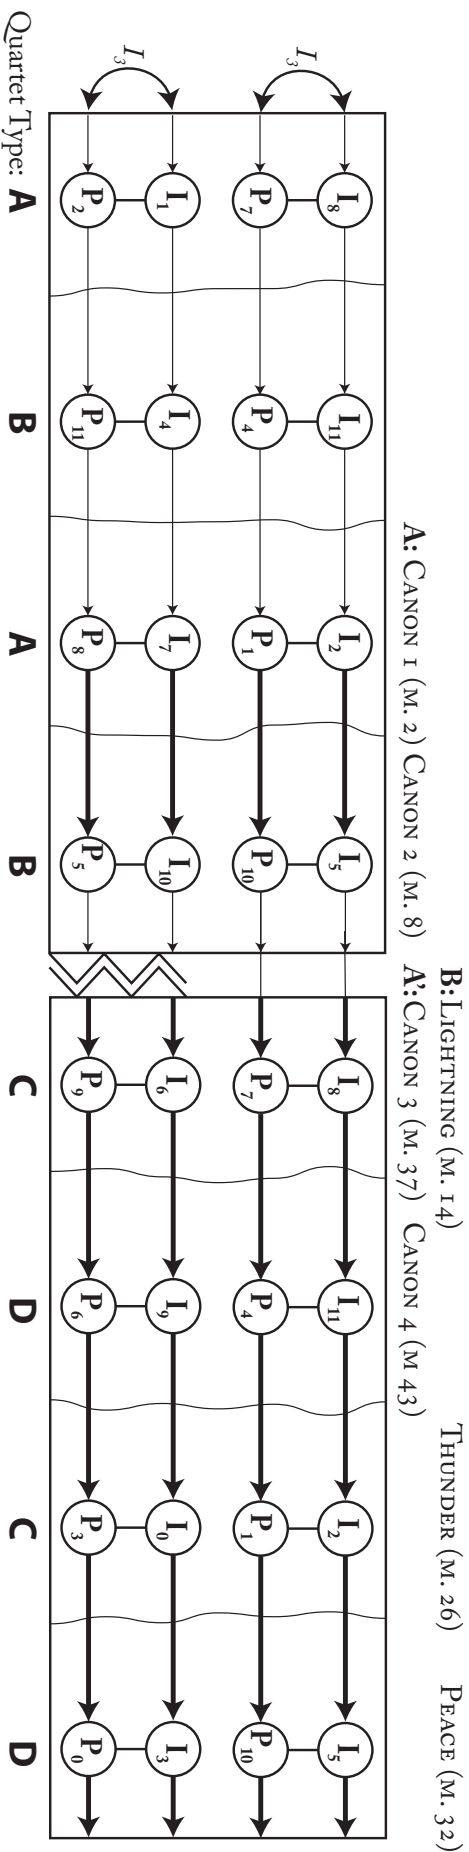 B: LIGHTNING (M. 14) THUNDER (M. 26) PEACE (M. 32)
A: CANON 1 (M. 2) CANON 2 (M. 8) A': CANON 3 (M. 37) CANON 4 (M 43)
I₈ I₁₁ I₂ I₅ I₈ I₁₁ I₂ I₅
I₃
P₇ P₄ P₁ P₁₀ P₇ P₄ P₁ P₁₀
I₁ I₄ I₇ I₁₀ I₆ I₉ I₀ I₃
I₃
P₂ P₁₁ P₈ P₅ P₉ P₆ P₃ P₀
Quartet Type: A B A B C D C D